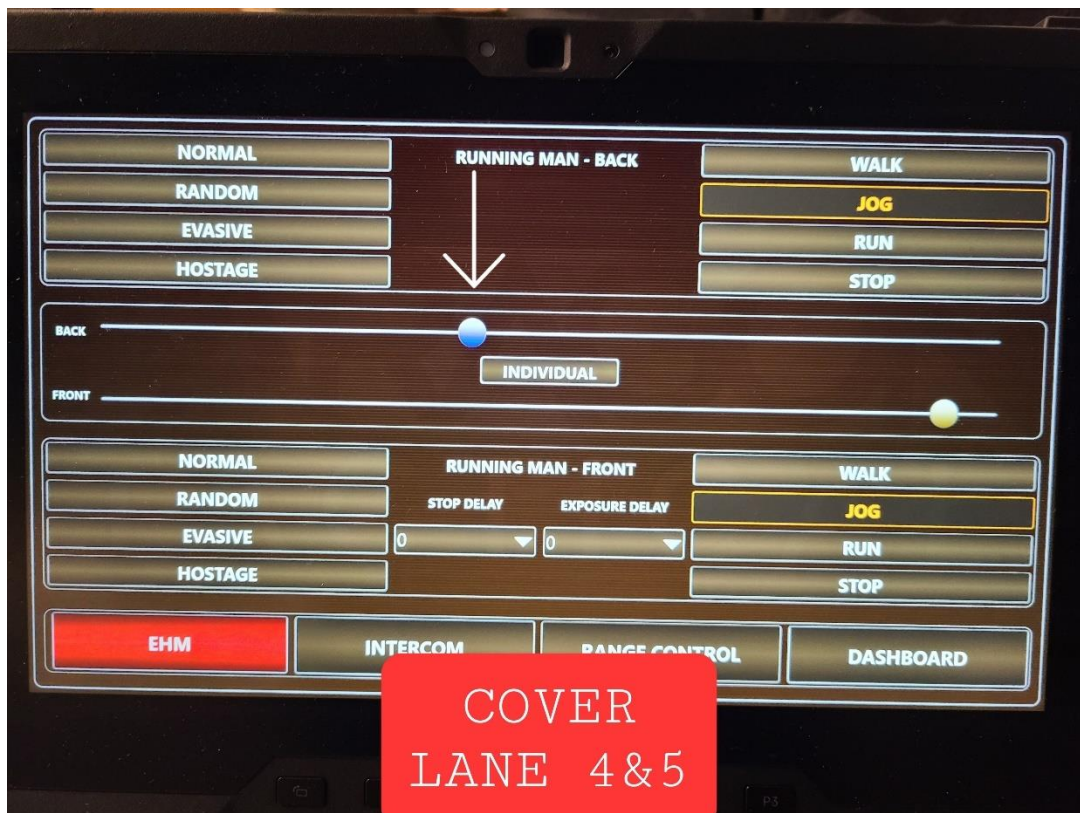 NORMAL
RUNNING MAN - BACK
WALK
RANDOM
JOG
EVASIVE
RUN
HOSTAGE
STOP
BACK
INDIVIDUAL
FRONT
NORMAL
RUNNING MAN - FRONT
WALK
RANDOM
STOP DELAY
EXPOSURE DELAY
JOG
EVASIVE
0
0
RUN
HOSTAGE
STOP
EHM
INTERCOM
RANGE CONTROL
DASHBOARD
COVER
LANE 4&5
P3